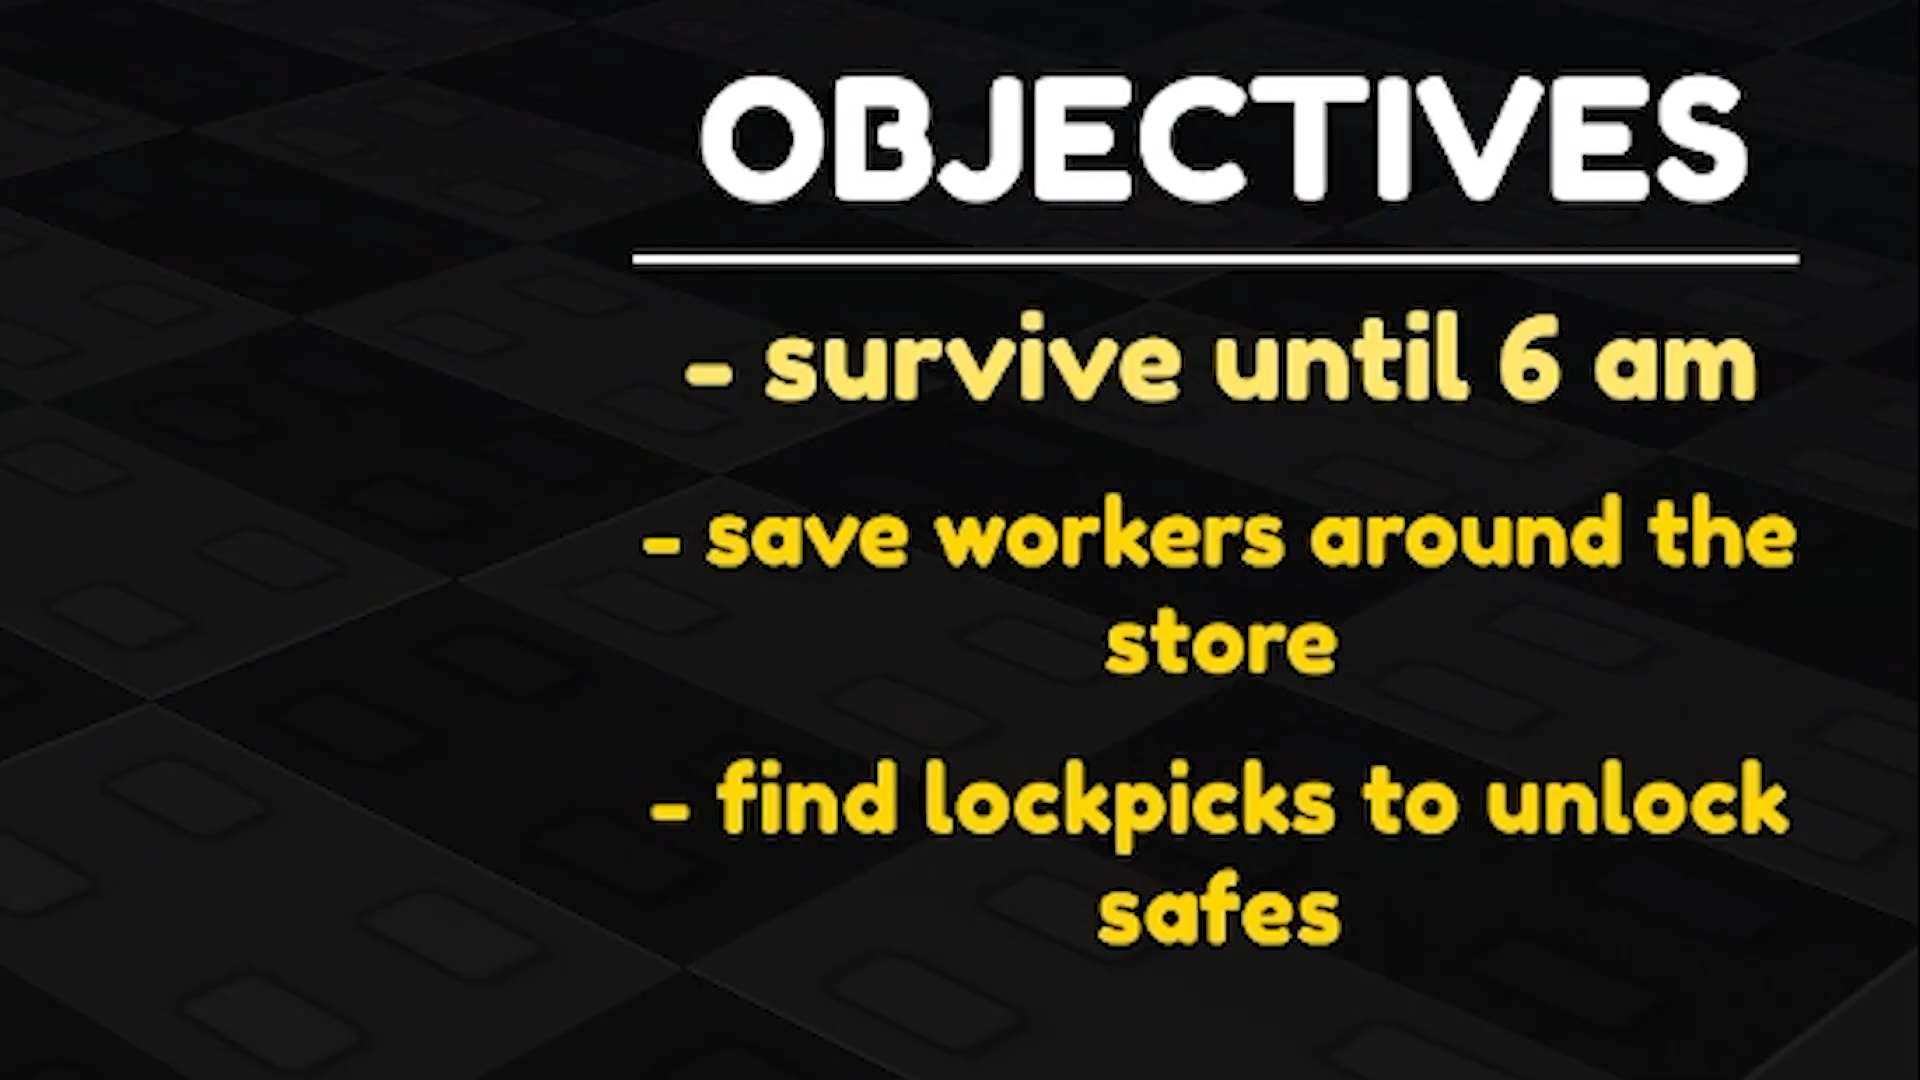 OBJECTIVES
- survive until 6 am
- save workers around the
store
- find lockpicks to unlock
safes